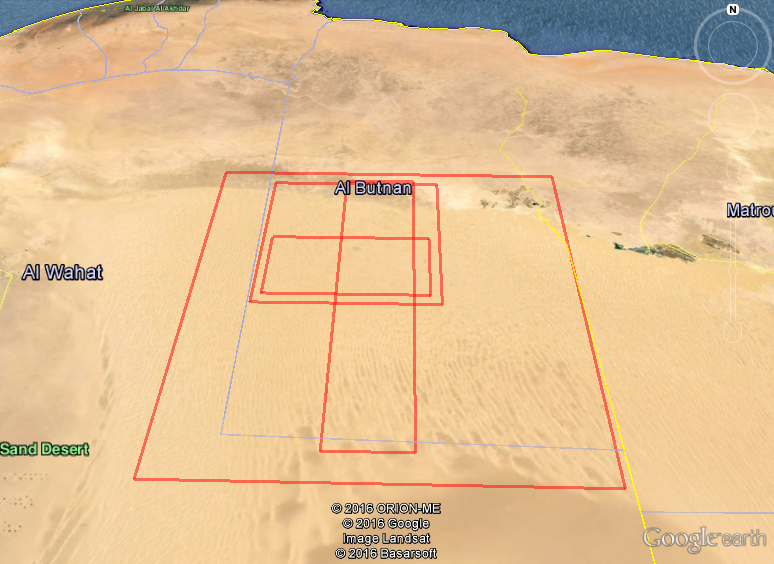 Al Jabal Al Akhdar
N
Al Butnan
Matrou
Al Wahat
Sand Desert
© 2016 ORION-ME
© 2016 Google
Image Landsat
© 2016 Basarsoft
Google earth